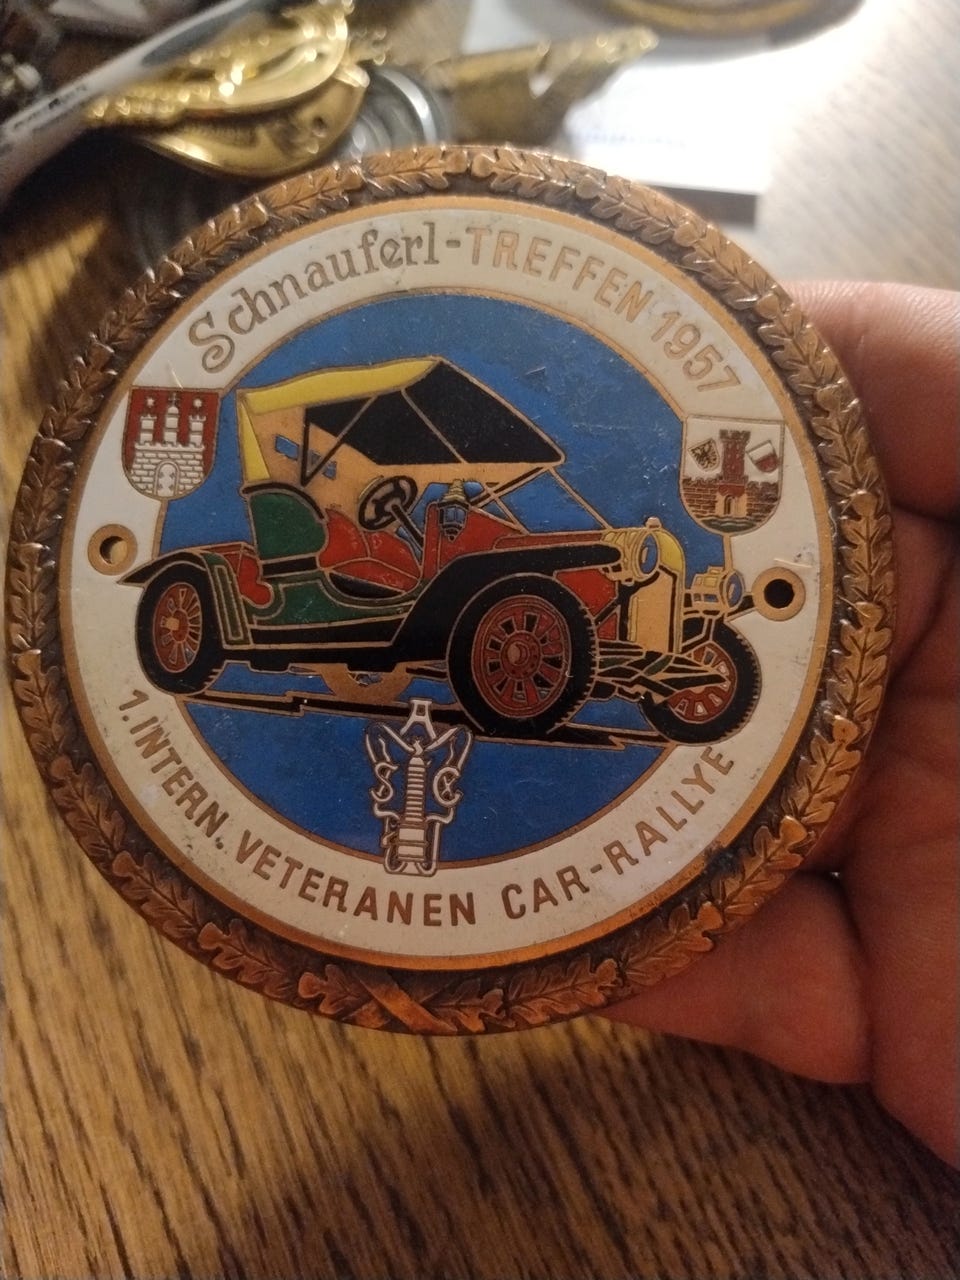 Schnauferl-TREFFEN 1957
A
S C
1. INTERN. VETERANEN CAR-RALLYE